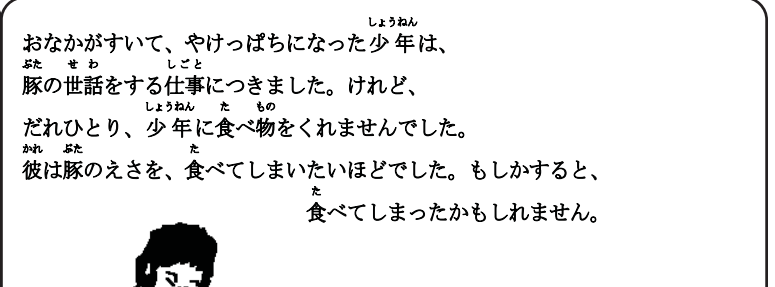 おなかがすいて、やけっぱちになった少年は、
豚の世話をする仕事につきました。けれど、
だれひとり、少年に食べ物をくれませんでした。
彼は豚のえさを、食べてしまいたいほどでした。もしかすると、
食べてしまったかもしれません。